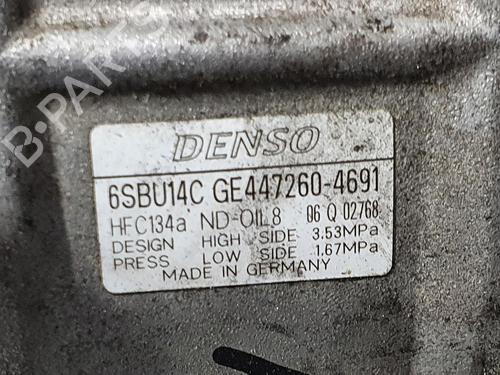 B-PARTS
DENSO
6SBU14C GE447260-4691
HFC134a ND-OIL8 06 Q 02768
DESIGN HIGH SIDE 3.53MPa
PRESS LOW SIDE 1.67MPa
MADE IN GERMANY